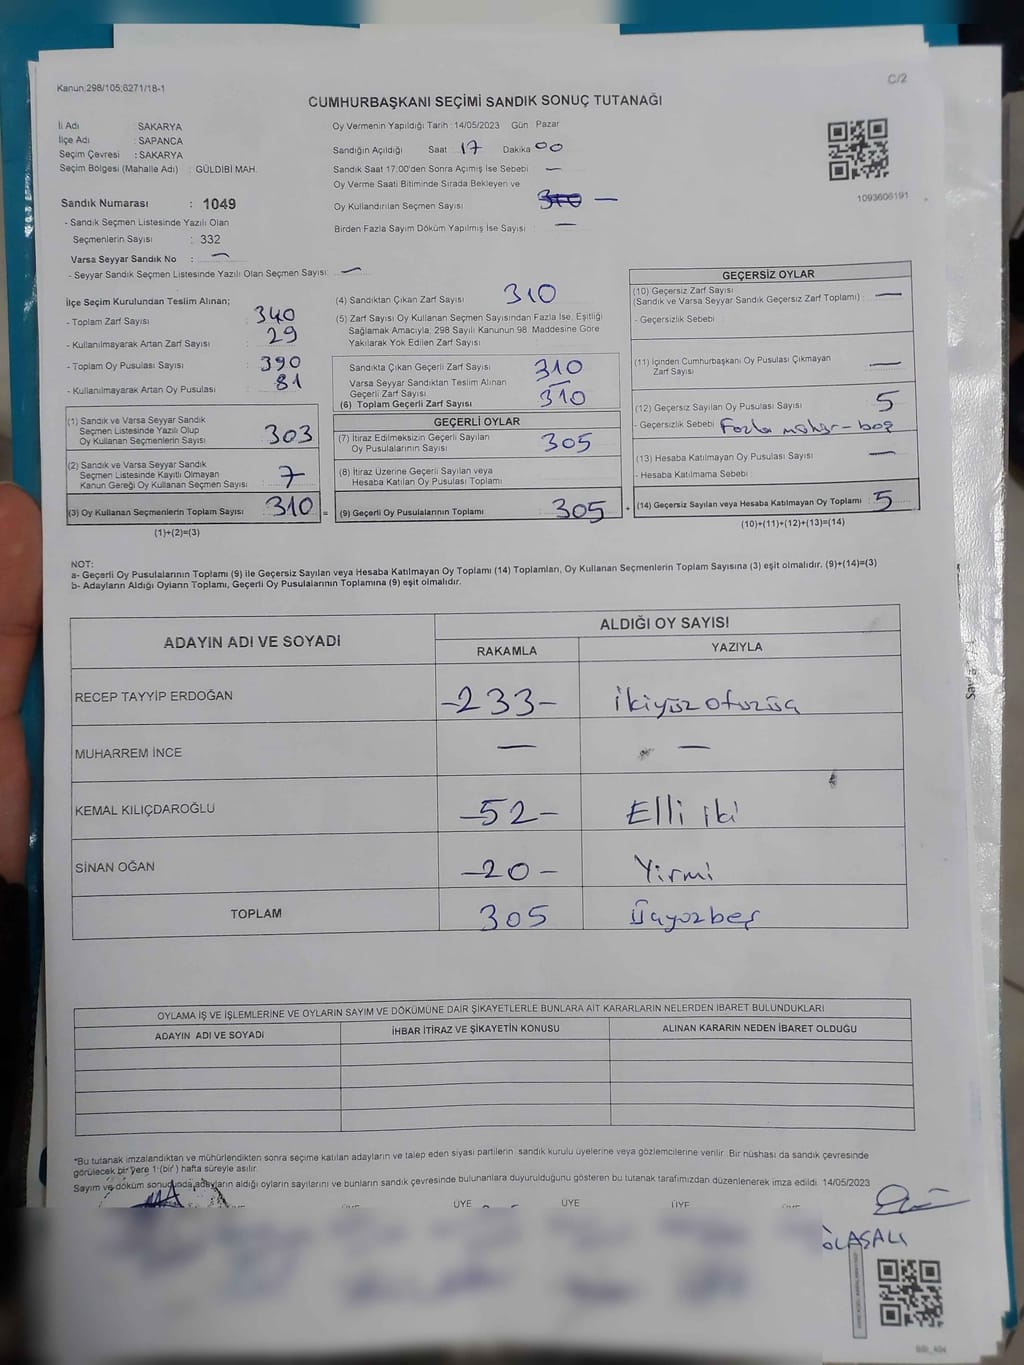 Kanun;298/105;6271/18-1
C/2
CUMHURBAŞKANI SEÇİMİ SANDIK SONUÇ TUTANAĞI
İli Adı : SAKARYA
İlçe Adı : SAPANCA
Seçim Çevresi : SAKARYA
Seçim Bölgesi (Mahalle Adı) : GÜLDİBİ MAH.
Sandık Numarası : 1049
- Sandık Seçmen Listesinde Yazılı Olan
Seçmenlerin Sayısı : 332
Varsa Seyyar Sandık No : —
- Seyyar Sandık Seçmen Listesinde Yazılı Olan Seçmen Sayısı: —
Oy Vermenin Yapıldığı Tarih : 14/05/2023 Gün Pazar
Sandığın Açıldığı Saat 17 Dakika 00
Sandık Saat 17:00'den Sonra Açımış İse Sebebi —
Oy Verme Saati Bitiminde Sırada Bekleyen ve
Oy Kullandırılan Seçmen Sayısı 310 —
Birden Fazla Sayım Döküm Yapılmış İse Sayısı —
1093606191
İlçe Seçim Kurulundan Teslim Alınan;
- Toplam Zarf Sayısı : 340
- Kullanılmayarak Artan Zarf Sayısı : 29
- Toplam Oy Pusulası Sayısı : 390
- Kullanılmayarak Artan Oy Pusulası : 81
(1) Sandık ve Varsa Seyyar Sandık
Seçmen Listesinde Yazılı Olup
Oy Kullanan Seçmenlerin Sayısı 303
(2) Sandık ve Varsa Seyyar Sandık
Seçmen Listesinde Kayıtlı Olmayan
Kanun Gereği Oy Kullanan Seçmen Sayısı 7
(3) Oy Kullanan Seçmenlerin Toplam Sayısı 310 =
(1)+(2)=(3)
(4) Sandıktan Çıkan Zarf Sayısı 310
(5) Zarf Sayısı Oy Kullanan Seçmen Sayısından Fazla İse, Eşitliği
Sağlamak Amacıyla; 298 Sayılı Kanunun 98. Maddesine Göre
Yakılarak Yok Edilen Zarf Sayısı
Sandıkta Çıkan Geçerli Zarf Sayısı 310
Varsa Seyyar Sandıktan Teslim Alınan
Geçerli Zarf Sayısı —
(6) Toplam Geçerli Zarf Sayısı 310
GEÇERLİ OYLAR
(7) İtiraz Edilmeksizin Geçerli Sayılan
Oy Pusulalarının Sayısı 305
(8) İtiraz Üzerine Geçerli Sayılan veya
Hesaba Katılan Oy Pusulası Toplamı
(9) Geçerli Oy Pusulalarının Toplamı 305 +
GEÇERSİZ OYLAR
(10) Geçersiz Zarf Sayısı
(Sandık ve Varsa Seyyar Sandık Geçersiz Zarf Toplamı) : —
- Geçersizlik Sebebi :
(11) İçinden Cumhurbaşkanı Oy Pusulası Çıkmayan
Zarf Sayısı —
(12) Geçersiz Sayılan Oy Pusulası Sayısı 5
- Geçersizlik Sebebi Fazla mühür-boş
(13) Hesaba Katılmayan Oy Pusulası Sayısı —
- Hesaba Katılmama Sebebi :
(14) Geçersiz Sayılan veya Hesaba Katılmayan Oy Toplamı 5
(10)+(11)+(12)+(13)=(14)
NOT:
a- Geçerli Oy Pusulalarının Toplamı (9) ile Geçersiz Sayılan veya Hesaba Katılmayan Oy Toplamı (14) Toplamları, Oy Kullanan Seçmenlerin Toplam Sayısına (3) eşit olmalıdır. (9)+(14)=(3)
b- Adayların Aldığı Oyların Toplamı, Geçerli Oy Pusulalarının Toplamına (9) eşit olmalıdır.
ADAYIN ADI VE SOYADI
ALDIĞI OY SAYISI
RAKAMLA YAZIYLA
RECEP TAYYİP ERDOĞAN -233- İkiyüz otuzüç
MUHARREM İNCE — —
KEMAL KILIÇDAROĞLU -52- Elli iki
SİNAN OĞAN -20- Yirmi
TOPLAM 305 Üçyüzbeş
OYLAMA İŞ VE İŞLEMLERİNE VE OYLARIN SAYIM VE DÖKÜMÜNE DAİR ŞİKAYETLERLE BUNLARA AİT KARARLARIN NELERDEN İBARET BULUNDUKLARI
ADAYIN ADI VE SOYADI İHBAR İTİRAZ VE ŞİKAYETİN KONUSU ALINAN KARARIN NEDEN İBARET OLDUĞU
*Bu tutanak imzalandıktan ve mühürlendikten sonra seçime katılan adayların ve talep eden siyasi partilerin sandık kurulu üyelerine veya gözlemcilerine verilir. Bir nüshası da sandık çevresinde
görülecek bir yere 1 (bir) hafta süreyle asılır.
Sayım ve döküm sonucunda adayların aldığı oyların sayılarını ve bunların sandık çevresinde bulunanlara duyurulduğunu gösteren bu tutanak tarafımızdan düzenlenerek imza edildi. 14/05/2023
ÜYE ÜYE ÜYE ÜYE